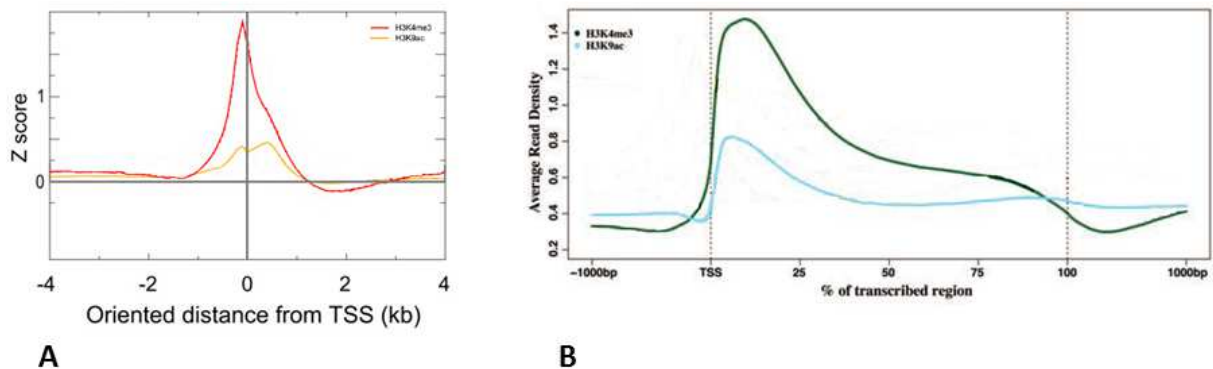 H3K4me3
H3K9ac
Z score
1
0
-4
-2
0
2
4
Oriented distance from TSS (kb)
A
H3K4me3
H3K9ac
Average Read Density
1.4
1.2
1.0
0.8
0.6
0.4
0.2
-1000bp
TSS
25
50
75
100
1000bp
% of transcribed region
B